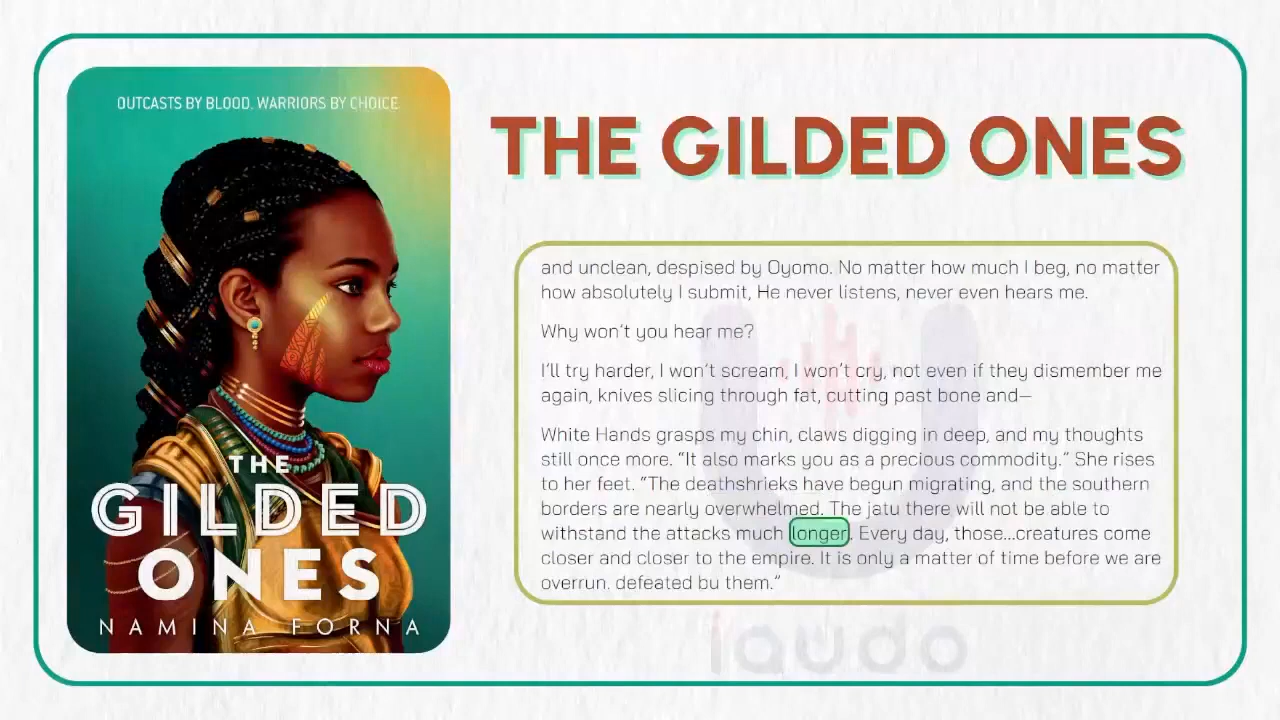 OUTCASTS BY BLOOD. WARRIORS BY CHOICE.
THE
GILDED
ONES
NAMINA FORNA
THE GILDED ONES
and unclean, despised by Oyomo. No matter how much I beg, no matter
how absolutely I submit, He never listens, never even hears me.
Why won't you hear me?
I'll try harder, I won't scream, I won't cry, not even if they dismember me
again, knives slicing through fat, cutting past bone and—
White Hands grasps my chin, claws digging in deep, and my thoughts
still once more. “It also marks you as a precious commodity.” She rises
to her feet. “The deathshrieks have begun migrating, and the southern
borders are nearly overwhelmed. The jatu there will not be able to
withstand the attacks much longer. Every day, those...creatures come
closer and closer to the empire. It is only a matter of time before we are
overrun, defeated by them.”
iaudo